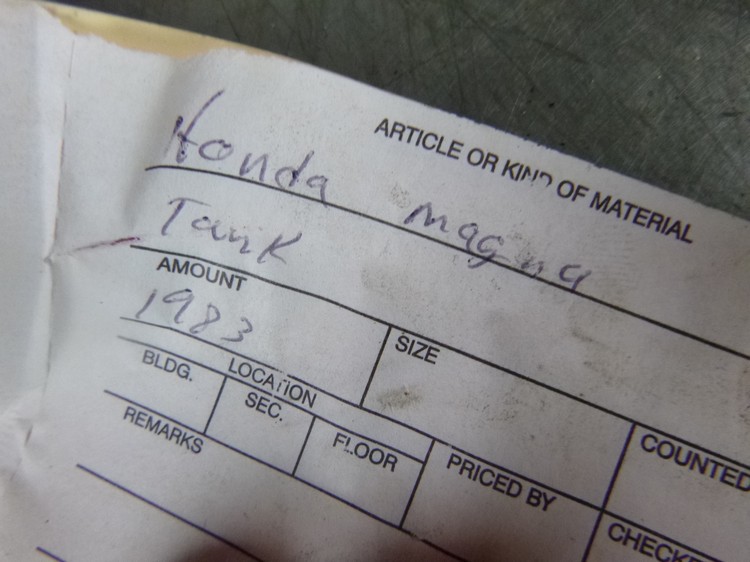 ARTICLE OR KIND OF MATERIAL
Honda Magna
Tank
AMOUNT
1983
SIZE
LOCATION
BLDG.
SEC.
FLOOR
PRICED BY
COUNTED
REMARKS
CHECKE